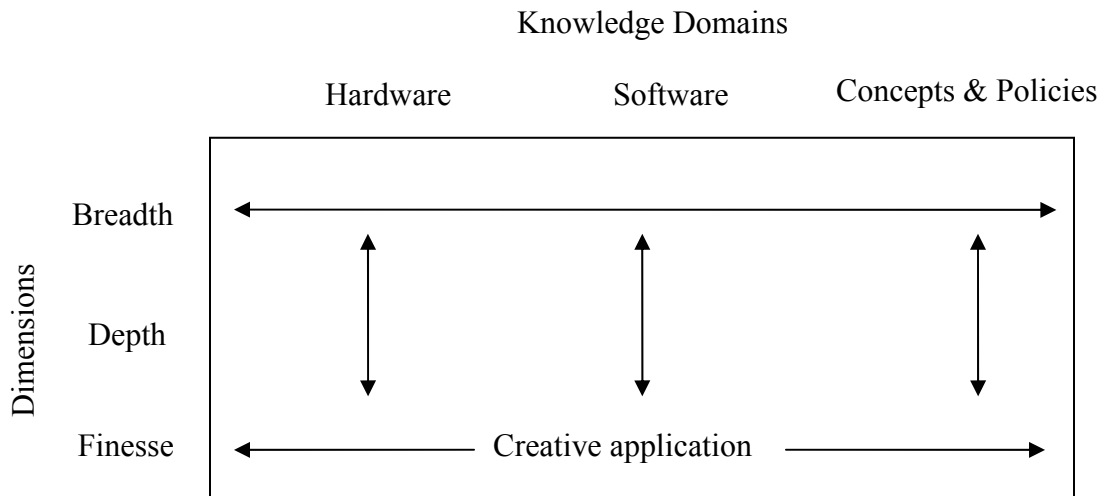 Knowledge Domains
Hardware Software Concepts & Policies
Breadth
Dimensions
Depth
Finesse Creative application